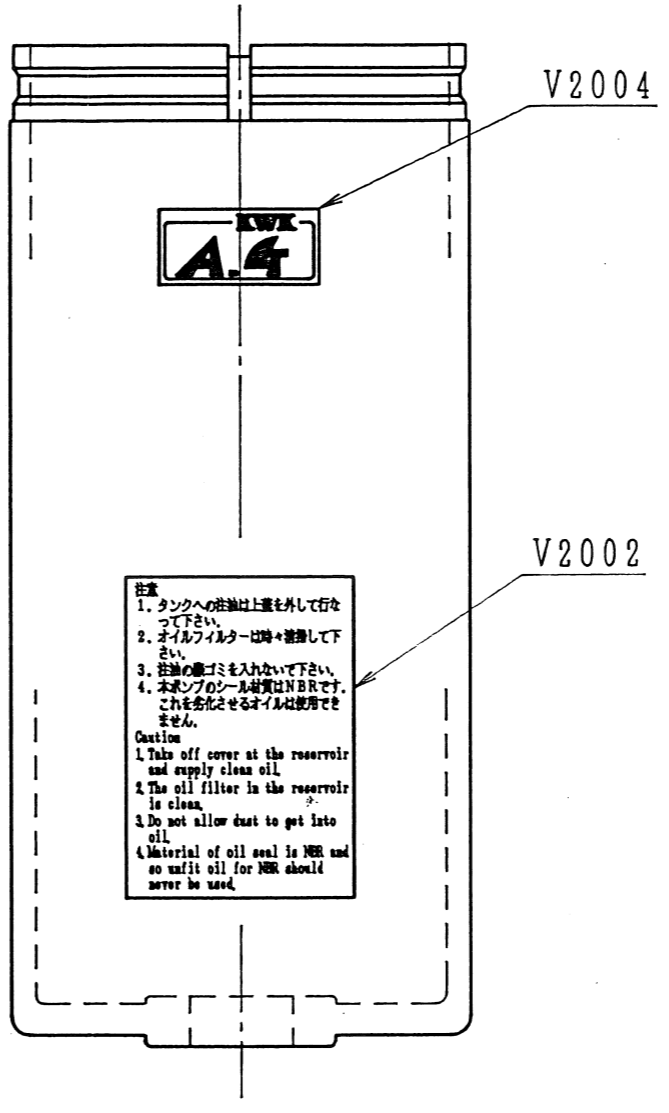 V2004
KWK
A.G
V2002
注意
1. タンクへの注油は上蓋を外して行な
って下さい.
2. オイルフィルターは時々清掃して下
さい.
3. 注油の際ゴミを入れないで下さい.
4. 本ポンプのシール材質はNBRです.
これを劣化させるオイルは使用でき
ません.
Caution
1. Take off cover at the reservoir
and supply clean oil.
2. The oil filter in the reservoir
is clean.
3. Do not allow dust to get into
oil.
4. Material of oil seal is NBR and
so unfit oil for NBR should
never be used.